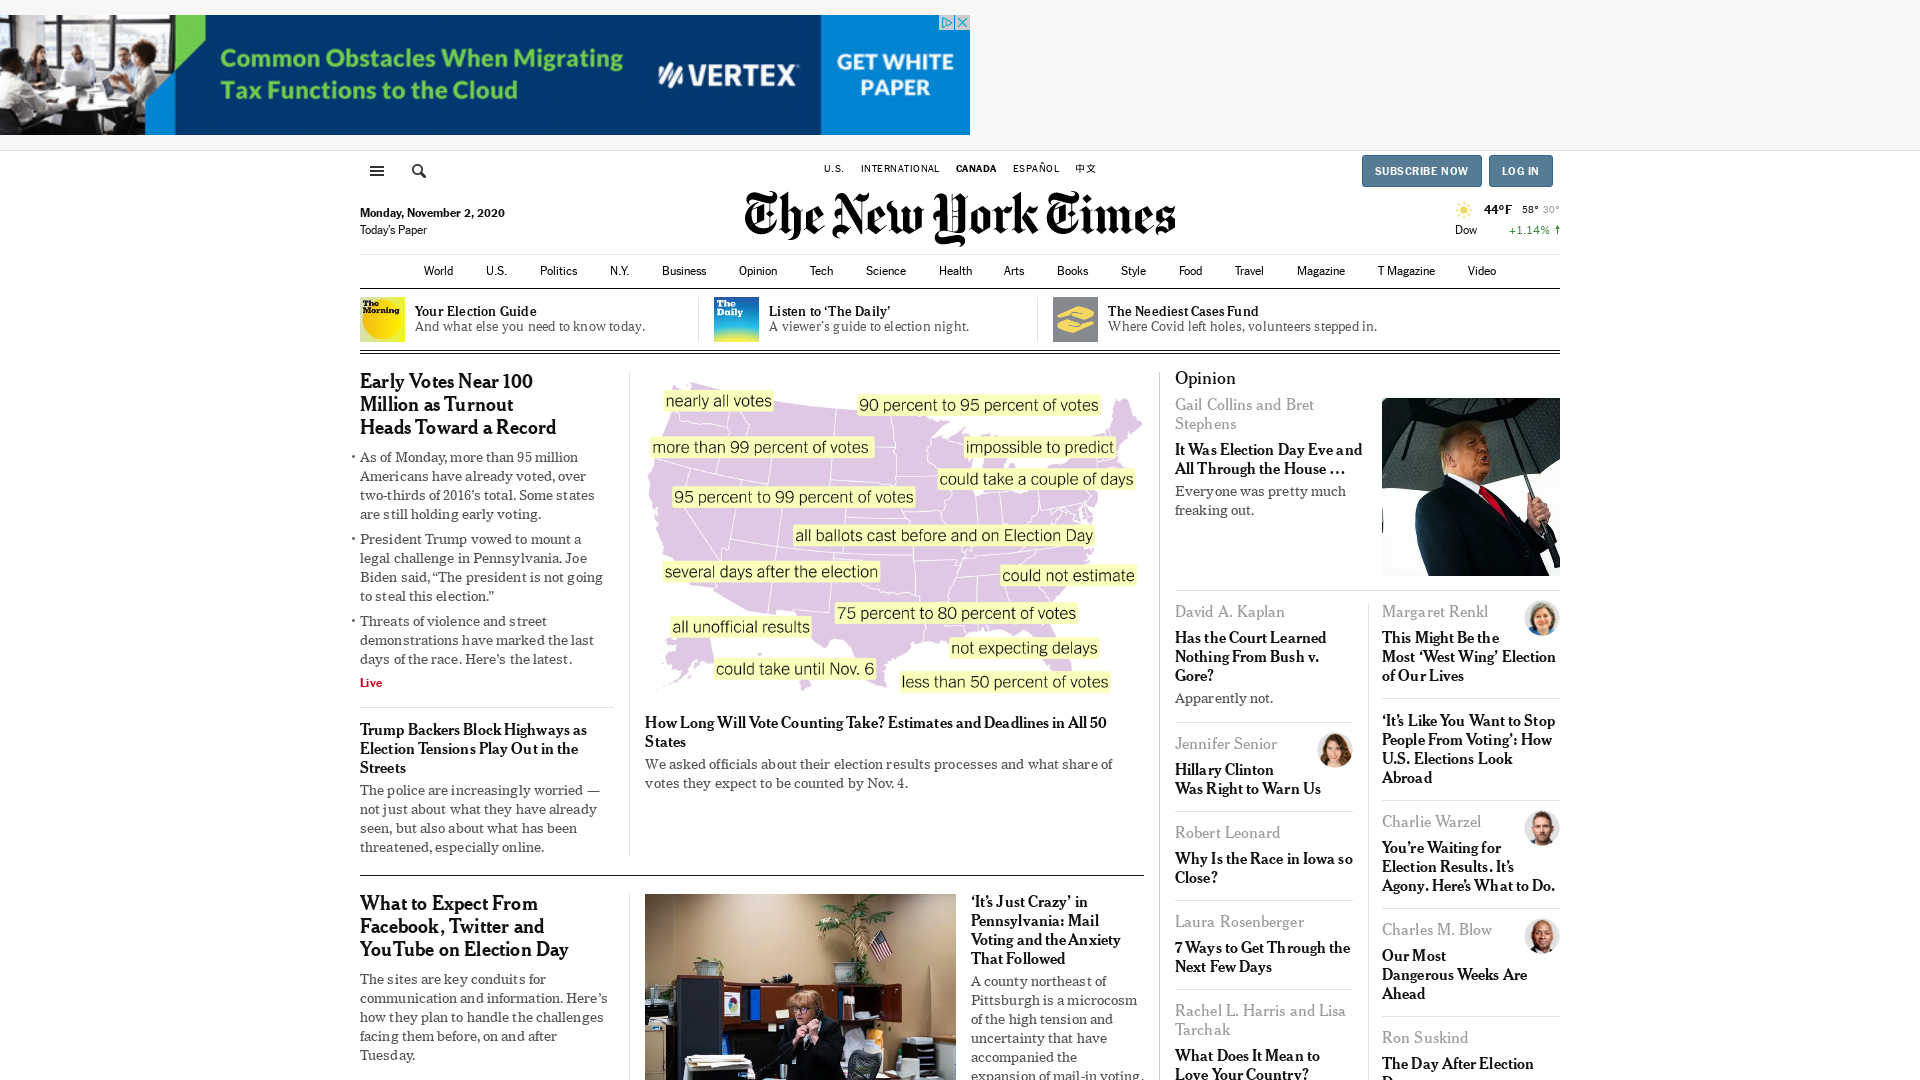 Common Obstacles When Migrating
Tax Functions to the Cloud
VERTEX
GET WHITE
PAPER
U.S. INTERNATIONAL CANADA ESPAÑOL 中文
SUBSCRIBE NOW LOG IN
The New York Times
Monday, November 2, 2020
Today's Paper
44°F 58° 30°
Dow +1.14% ↑
World U.S. Politics N.Y. Business Opinion Tech Science Health Arts Books Style Food Travel Magazine T Magazine Video
The
Morning
Your Election Guide
And what else you need to know today.
The
Daily
Listen to ‘The Daily’
A viewer's guide to election night.
The Neediest Cases Fund
Where Covid left holes, volunteers stepped in.
Early Votes Near 100
Million as Turnout
Heads Toward a Record
• As of Monday, more than 95 million
Americans have already voted, over
two-thirds of 2016’s total. Some states
are still holding early voting.
• President Trump vowed to mount a
legal challenge in Pennsylvania. Joe
Biden said, “The president is not going
to steal this election.”
• Threats of violence and street
demonstrations have marked the last
days of the race. Here’s the latest.
Live
Trump Backers Block Highways as
Election Tensions Play Out in the
Streets
The police are increasingly worried —
not just about what they have already
seen, but also about what has been
threatened, especially online.
nearly all votes
90 percent to 95 percent of votes
more than 99 percent of votes
impossible to predict
could take a couple of days
95 percent to 99 percent of votes
all ballots cast before and on Election Day
several days after the election
could not estimate
75 percent to 80 percent of votes
all unofficial results
not expecting delays
could take until Nov. 6
less than 50 percent of votes
How Long Will Vote Counting Take? Estimates and Deadlines in All 50
States
We asked officials about their election results processes and what share of
votes they expect to be counted by Nov. 4.
What to Expect From
Facebook, Twitter and
YouTube on Election Day
The sites are key conduits for
communication and information. Here’s
how they plan to handle the challenges
facing them before, on and after
Tuesday.
‘It’s Just Crazy’ in
Pennsylvania: Mail
Voting and the Anxiety
That Followed
A county northeast of
Pittsburgh is a microcosm
of the high tension and
uncertainty that have
accompanied the
expansion of mail-in voting.
Opinion
Gail Collins and Bret
Stephens
It Was Election Day Eve and
All Through the House …
Everyone was pretty much
freaking out.
David A. Kaplan
Has the Court Learned
Nothing From Bush v.
Gore?
Apparently not.
Jennifer Senior
Hillary Clinton
Was Right to Warn Us
Robert Leonard
Why Is the Race in Iowa so
Close?
Laura Rosenberger
7 Ways to Get Through the
Next Few Days
Rachel L. Harris and Lisa
Tarchak
What Does It Mean to
Love Your Country?
Margaret Renkl
This Might Be the
Most ‘West Wing’ Election
of Our Lives
‘It’s Like You Want to Stop
People From Voting’: How
U.S. Elections Look
Abroad
Charlie Warzel
You’re Waiting for
Election Results. It’s
Agony. Here’s What to Do.
Charles M. Blow
Our Most
Dangerous Weeks Are
Ahead
Ron Suskind
The Day After Election